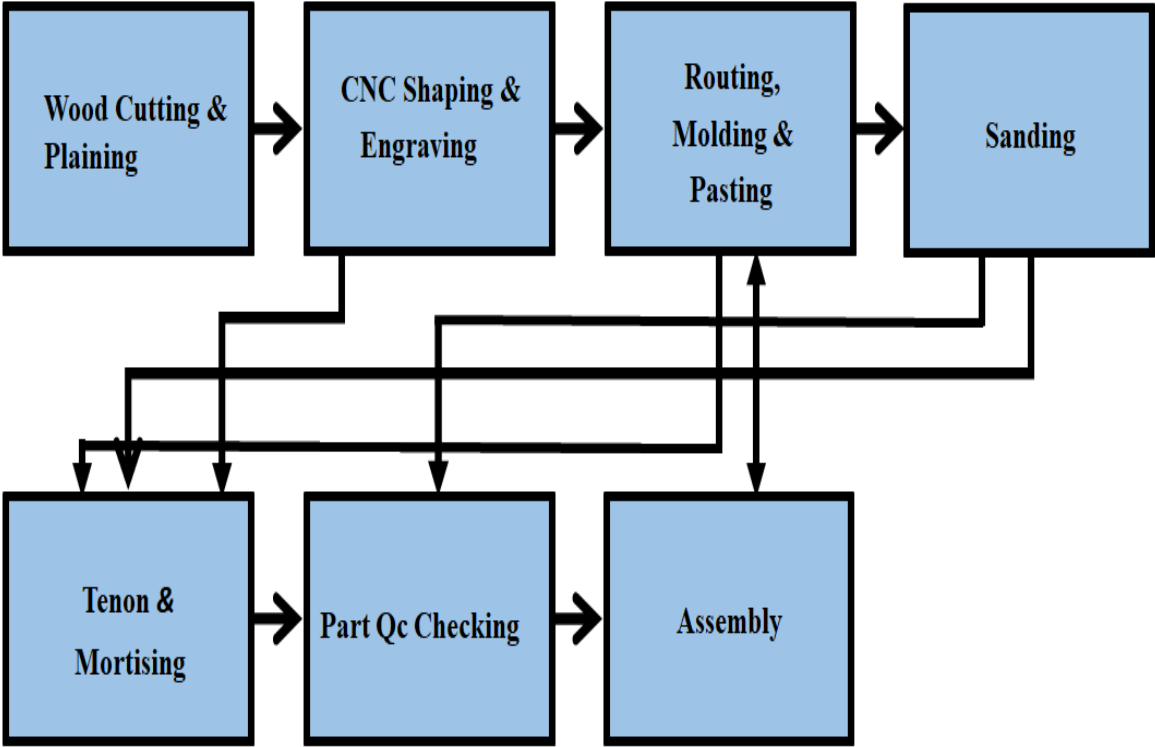 Wood Cutting &
Plaining
CNC Shaping &
Engraving
Routing,
Molding &
Pasting
Sanding
Tenon &
Mortising
Part Qc Checking
Assembly